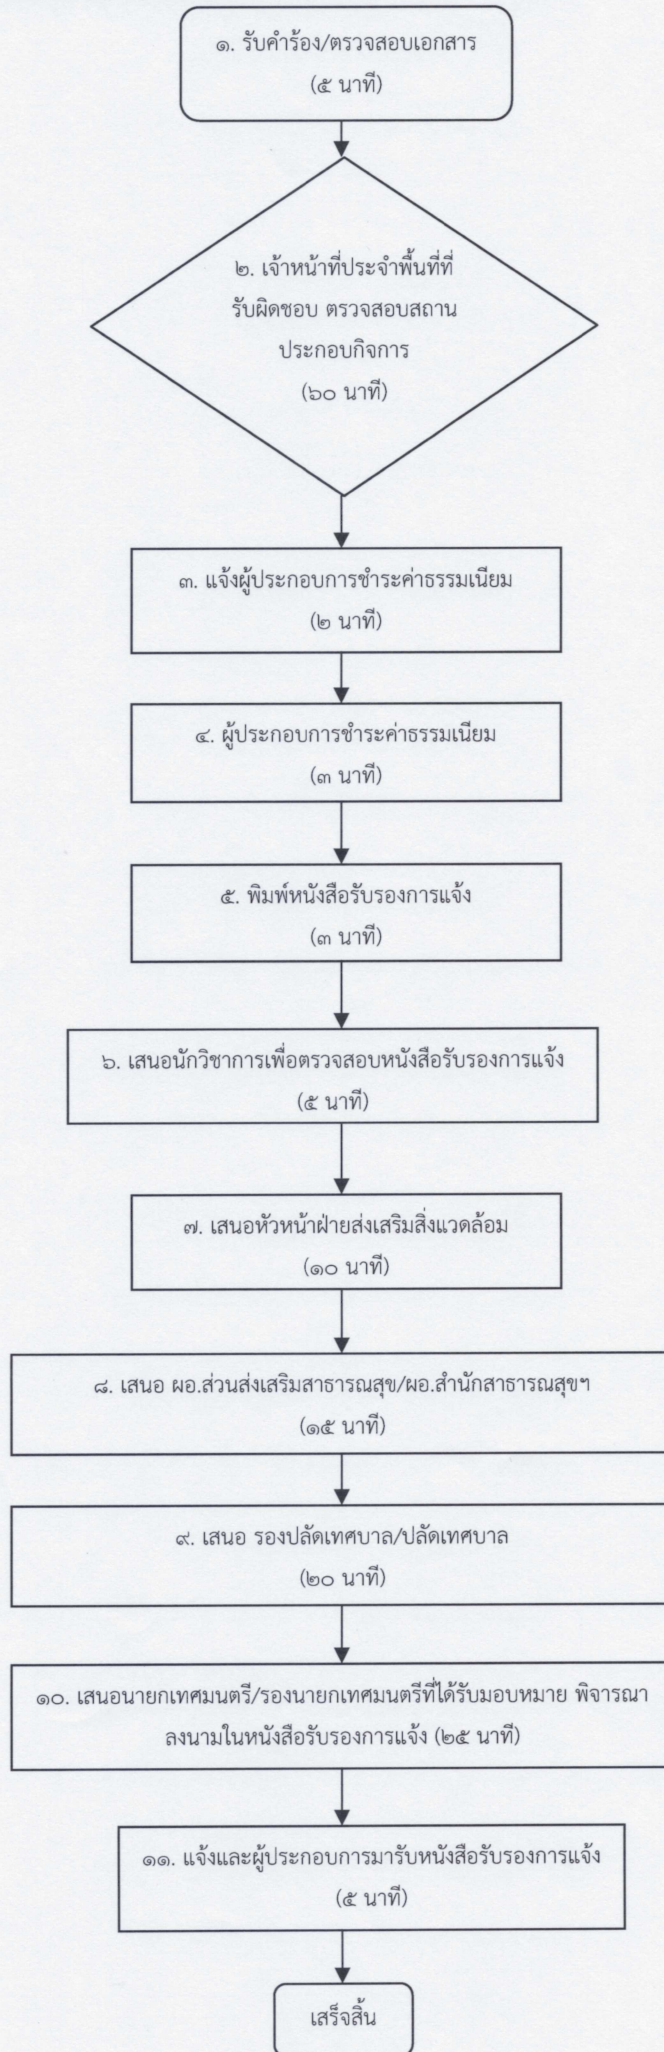 ๑. รับคำร้อง/ตรวจสอบเอกสาร
(๕ นาที)
๒. เจ้าหน้าที่ประจำพื้นที่ที่
รับผิดชอบ ตรวจสอบสถาน
ประกอบกิจการ
(๖๐ นาที)
๓. แจ้งผู้ประกอบการชำระค่าธรรมเนียม
(๒ นาที)
๔. ผู้ประกอบการชำระค่าธรรมเนียม
(๓ นาที)
๕. พิมพ์หนังสือรับรองการแจ้ง
(๓ นาที)
๖. เสนอนักวิชาการเพื่อตรวจสอบหนังสือรับรองการแจ้ง
(๕ นาที)
๗. เสนอหัวหน้าฝ่ายส่งเสริมสิ่งแวดล้อม
(๑๐ นาที)
๘. เสนอ ผอ.ส่วนส่งเสริมสาธารณสุข/ผอ.สำนักสาธารณสุขฯ
(๑๕ นาที)
๙. เสนอ รองปลัดเทศบาล/ปลัดเทศบาล
(๒๐ นาที)
๑๐. เสนอนายกเทศมนตรี/รองนายกเทศมนตรีที่ได้รับมอบหมาย พิจารณา
ลงนามในหนังสือรับรองการแจ้ง (๒๕ นาที)
๑๑. แจ้งและผู้ประกอบการมารับหนังสือรับรองการแจ้ง
(๕ นาที)
เสร็จสิ้น